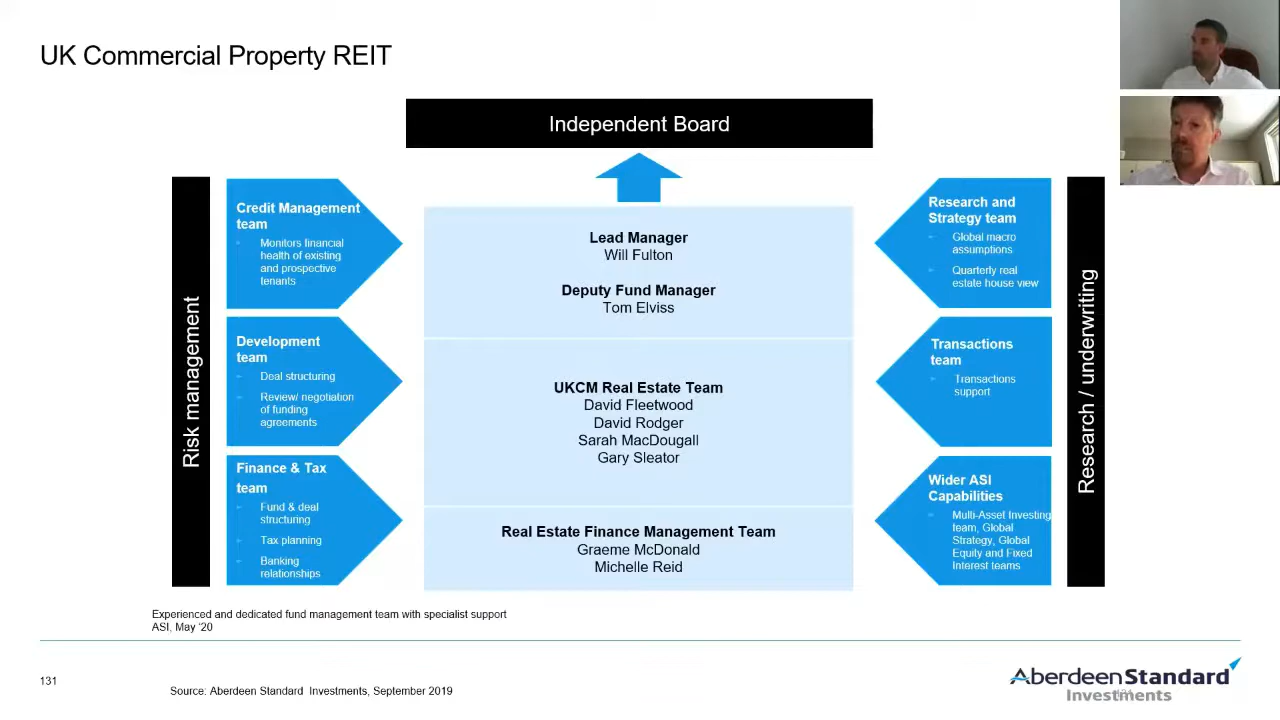 UK Commercial Property REIT
Independent Board
Risk management
Credit Management
team
Monitors financial
health of existing
and prospective
tenants
Development
team
Deal structuring
Review/ negotiation
of funding
agreements
Finance & Tax
team
Fund & deal
structuring
Tax planning
Banking
relationships
Lead Manager
Will Fulton
Deputy Fund Manager
Tom Elviss
UKCM Real Estate Team
David Fleetwood
David Rodger
Sarah MacDougall
Gary Sleator
Real Estate Finance Management Team
Graeme McDonald
Michelle Reid
Research and
Strategy team
Global macro
assumptions
Quarterly real
estate house view
Transactions
team
Transactions
support
Wider ASI
Capabilities
Multi-Asset Investing
team, Global
Strategy, Global
Equity and Fixed
Interest teams
Research / underwriting
Experienced and dedicated fund management team with specialist support
ASI, May ‘20
131
Source: Aberdeen Standard Investments, September 2019
Aberdeen Standard
Investments